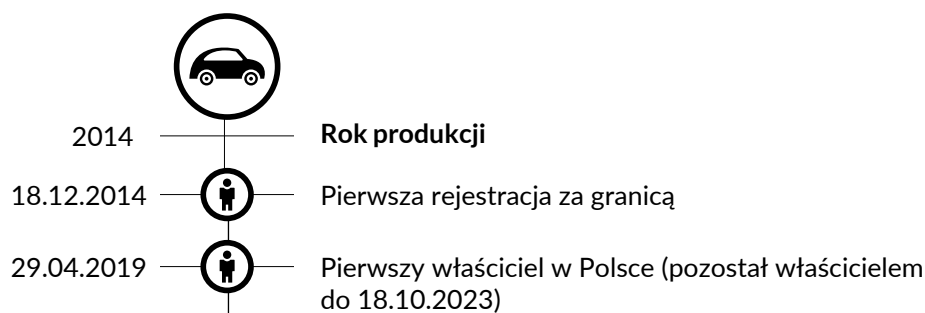 2014 Rok produkcji
18.12.2014 Pierwsza rejestracja za granicą
29.04.2019 Pierwszy właściciel w Polsce (pozostał właścicielem
do 18.10.2023)